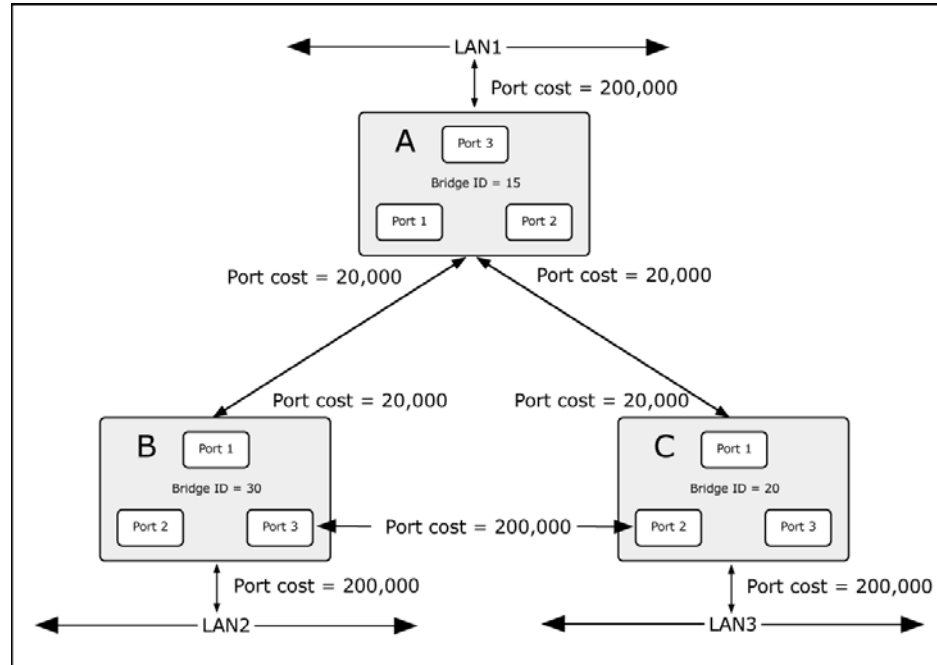 LAN1
Port cost = 200,000
A
Port 3
Bridge ID = 15
Port 1
Port 2
Port cost = 20,000
Port cost = 20,000
Port cost = 20,000
Port cost = 20,000
B
Port 1
Bridge ID = 30
Port 2
Port 3
Port cost = 200,000
C
Port 1
Bridge ID = 20
Port 2
Port 3
Port cost = 200,000
LAN2
Port cost = 200,000
LAN3